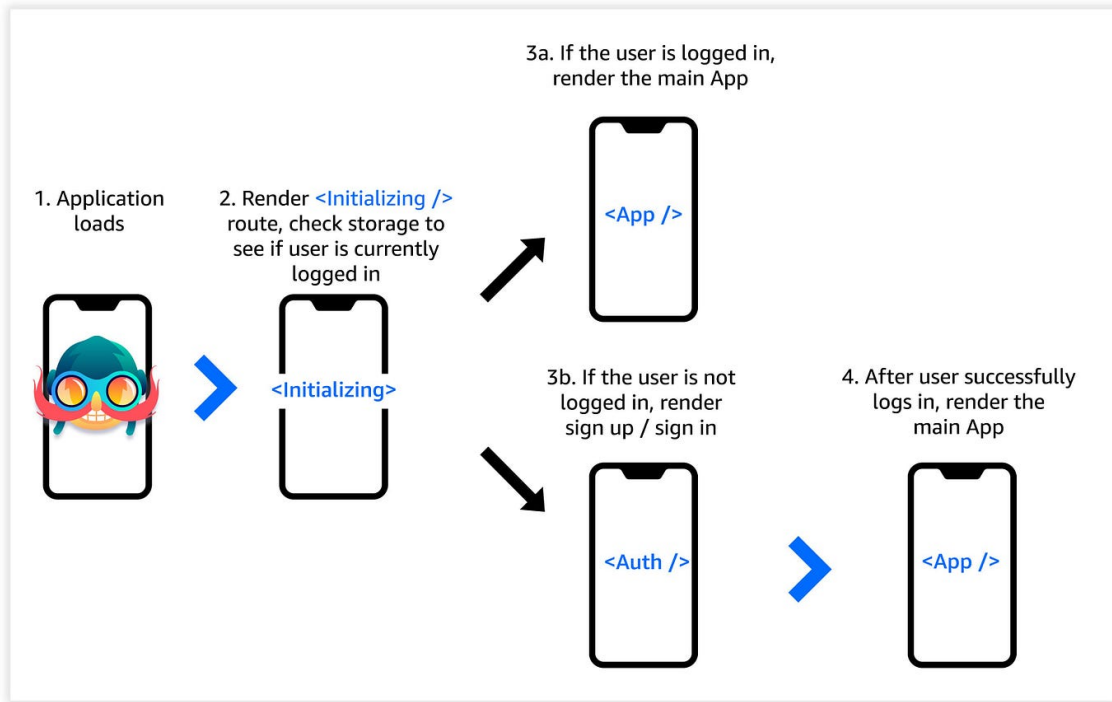 1. Application
loads
2. Render <Initializing />
route, check storage to
see if user is currently
logged in
<Initializing>
3a. If the user is logged in,
render the main App
<App />
3b. If the user is not
logged in, render
sign up / sign in
<Auth />
4. After user successfully
logs in, render the
main App
<App />